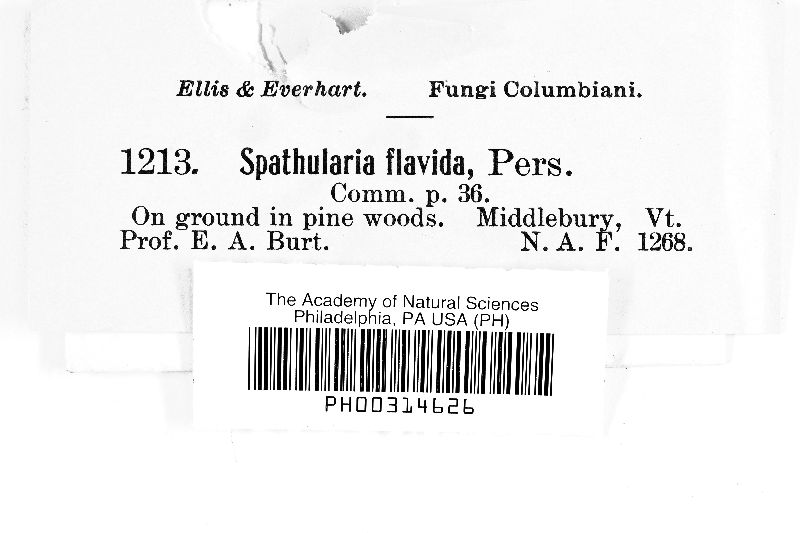 Ellis & Everhart. Fungi Columbiani.
1213. Spathularia flavida, Pers.
Comm. p. 36.
On ground in pine woods. Middlebury, Vt.
Prof. E. A. Burt. N. A. F. 1268.
The Academy of Natural Sciences
Philadelphia, PA USA (PH)
PH00314626